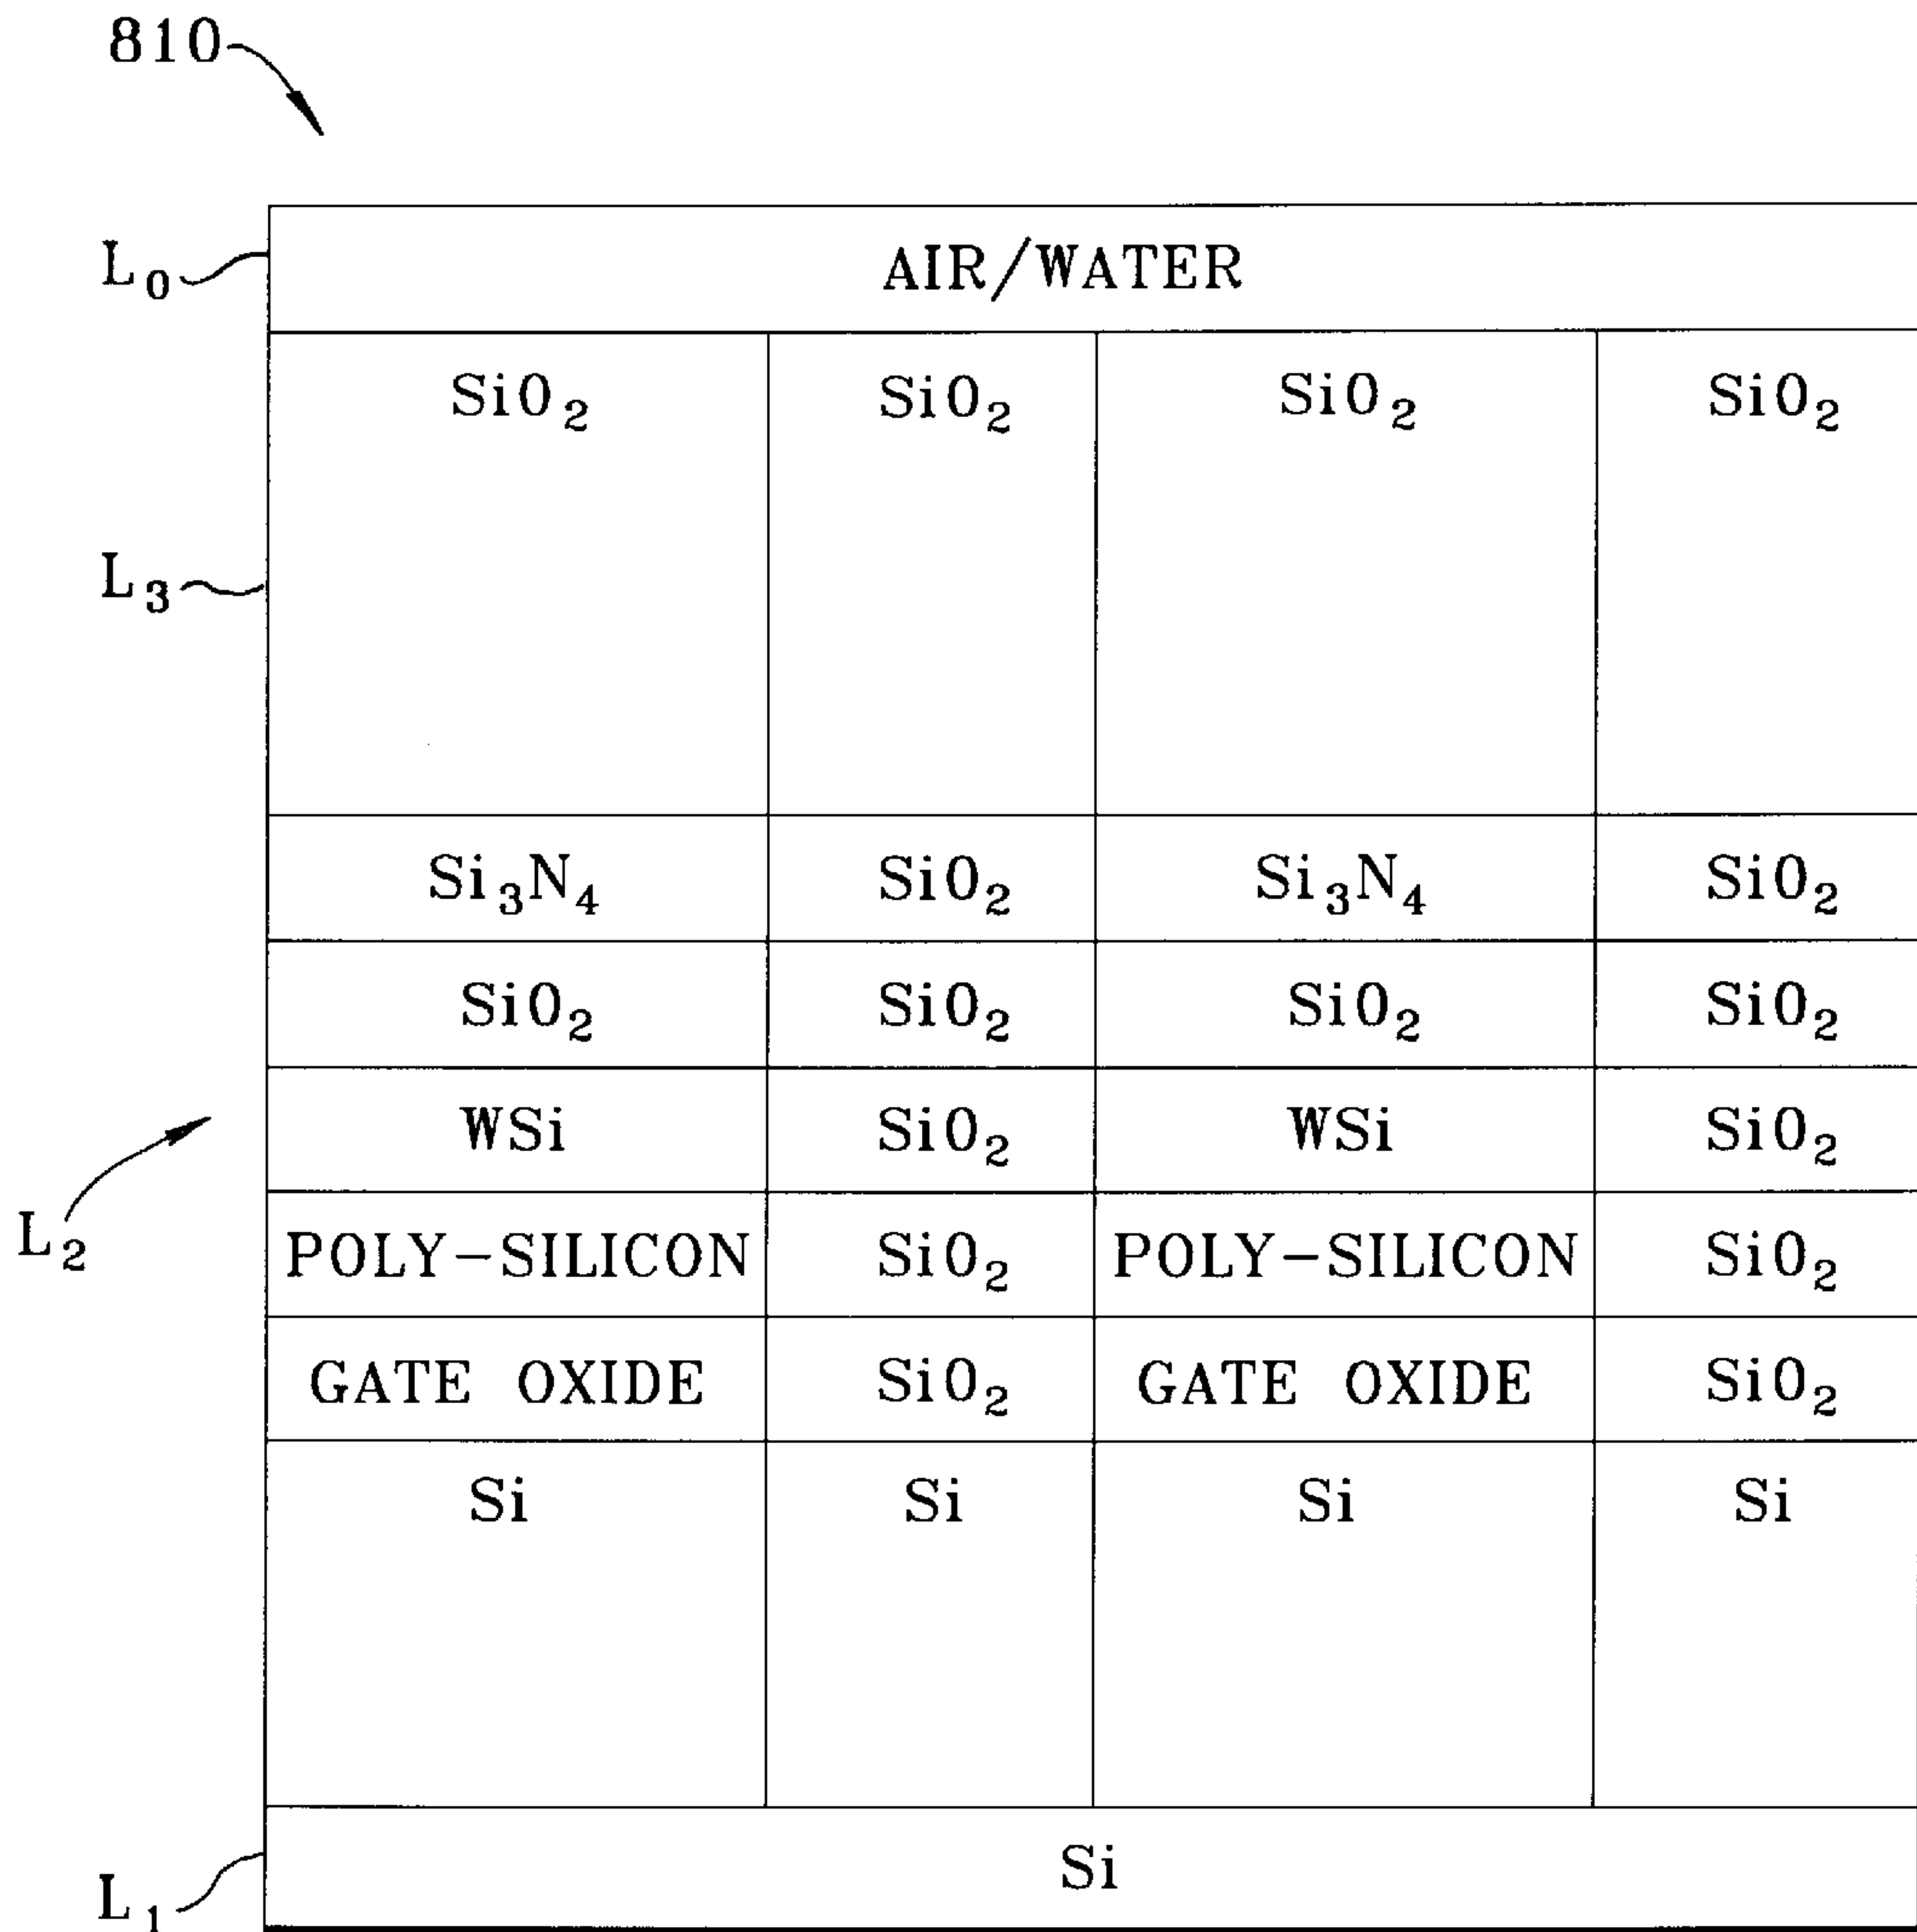 810
L0 AIR/WATER
SiO2 SiO2 SiO2 SiO2
L3
Si3N4 SiO2 Si3N4 SiO2
SiO2 SiO2 SiO2 SiO2
WSi SiO2 WSi SiO2
L2
POLY-SILICON SiO2 POLY-SILICON SiO2
GATE OXIDE SiO2 GATE OXIDE SiO2
Si Si Si Si
Si
L1